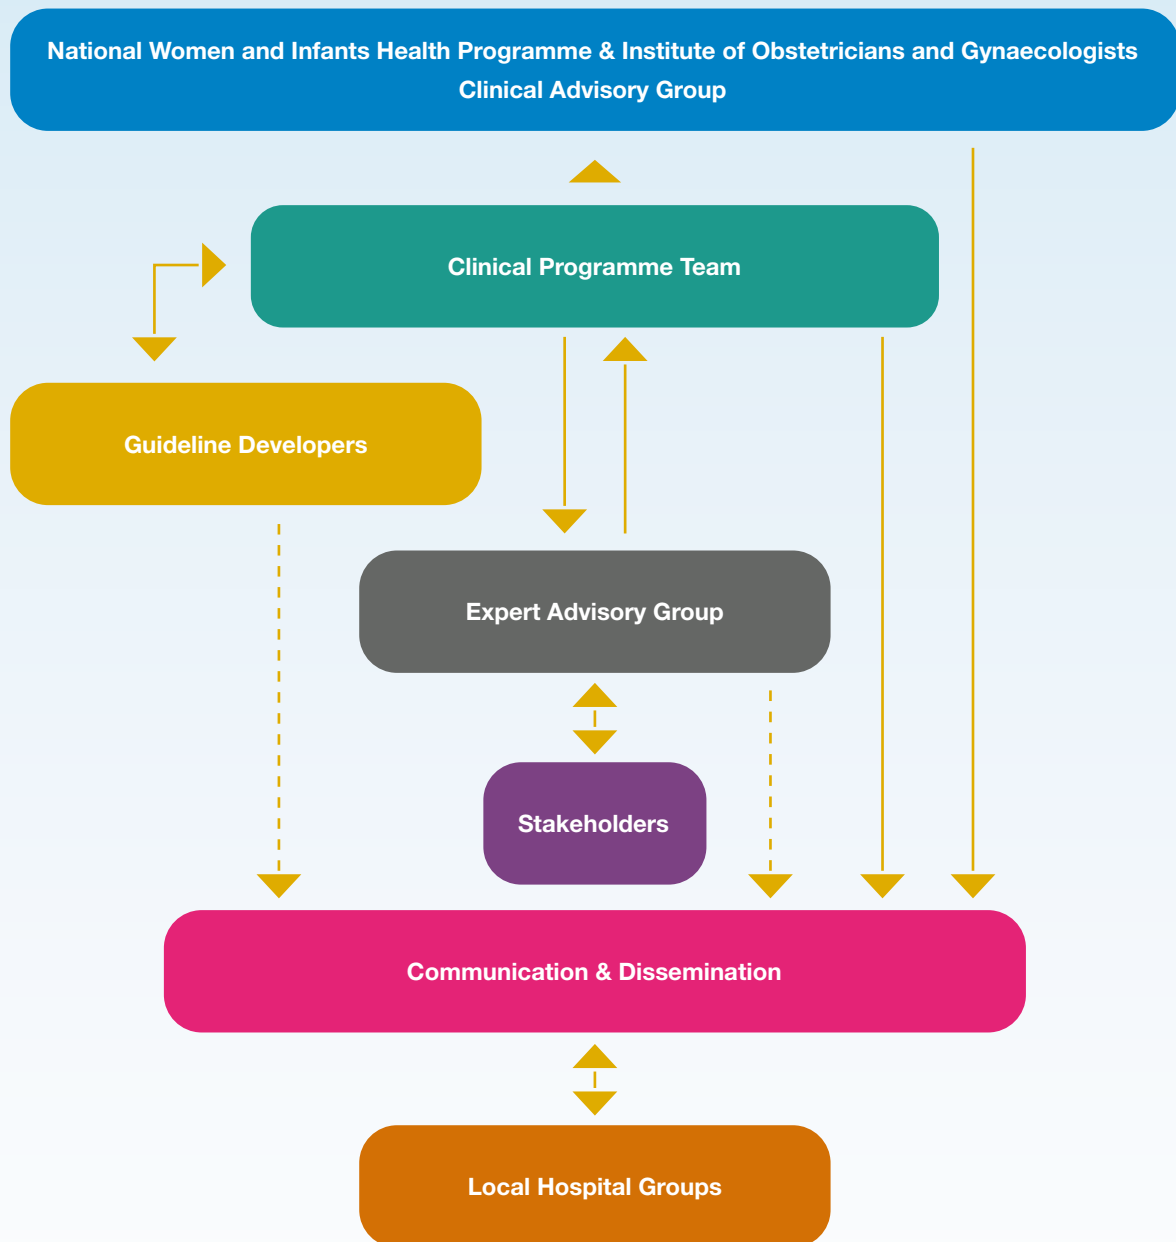 National Women and Infants Health Programme & Institute of Obstetricians and Gynaecologists
Clinical Advisory Group
Clinical Programme Team
Guideline Developers
Expert Advisory Group
Stakeholders
Communication & Dissemination
Local Hospital Groups